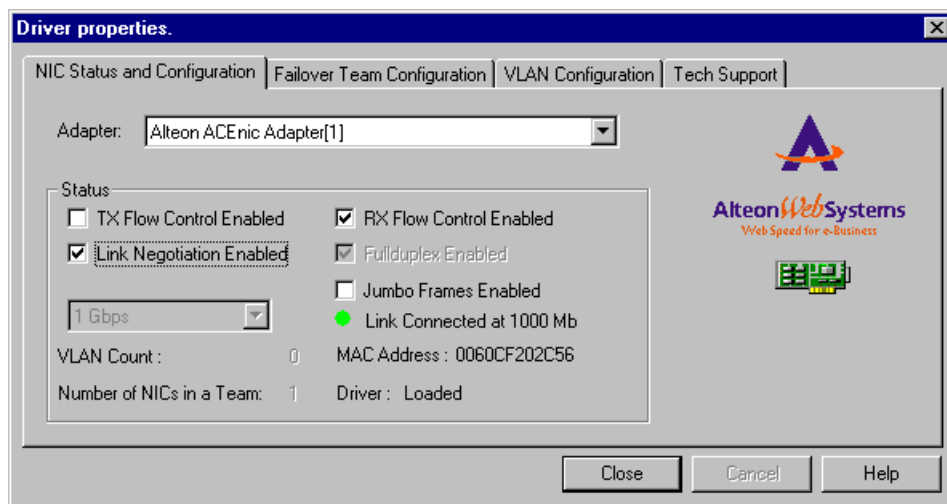 Driver properties.
NIC Status and Configuration Failover Team Configuration VLAN Configuration Tech Support
Adapter: Alteon ACEnic Adapter[1]
Status
TX Flow Control Enabled RX Flow Control Enabled
Link Negotiation Enabled Fullduplex Enabled
Jumbo Frames Enabled
1 Gbps Link Connected at 1000 Mb
VLAN Count : 0 MAC Address : 0060CF202C56
Number of NICs in a Team: 1 Driver : Loaded
AlteonWebSystems
Web Speed for e-Business
Close Cancel Help